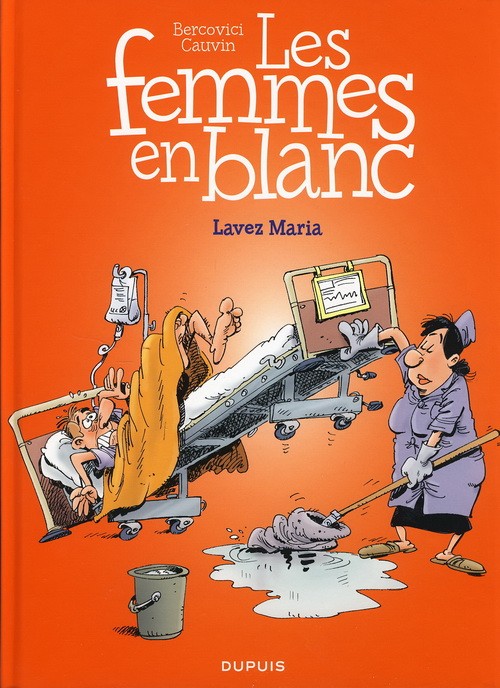 Bercovici
Cauvin
Les
femmes
en blanc
Lavez Maria
DUPUIS